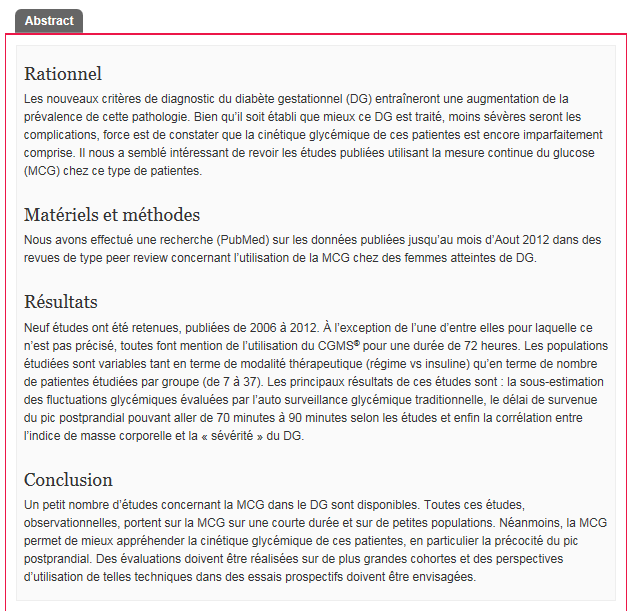 Abstract
Rationnel
Les nouveaux critères de diagnostic du diabète gestationnel (DG) entraîneront une augmentation de la
prévalence de cette pathologie. Bien qu’il soit établi que mieux ce DG est traité, moins sévères seront les
complications, force est de constater que la cinétique glycémique de ces patientes est encore imparfaitement
comprise. Il nous a semblé intéressant de revoir les études publiées utilisant la mesure continue du glucose
(MCG) chez ce type de patientes.
Matériels et méthodes
Nous avons effectué une recherche (PubMed) sur les données publiées jusqu’au mois d’Aout 2012 dans des
revues de type peer review concernant l’utilisation de la MCG chez des femmes atteintes de DG.
Résultats
Neuf études ont été retenues, publiées de 2006 à 2012. À l’exception de l’une d’entre elles pour laquelle ce
n’est pas précisé, toutes font mention de l’utilisation du CGMS® pour une durée de 72 heures. Les populations
étudiées sont variables tant en terme de modalité thérapeutique (régime vs insuline) qu’en terme de nombre
de patientes étudiées par groupe (de 7 à 37). Les principaux résultats de ces études sont : la sous-estimation
des fluctuations glycémiques évaluées par l’auto surveillance glycémique traditionnelle, le délai de survenue
du pic postprandial pouvant aller de 70 minutes à 90 minutes selon les études et enfin la corrélation entre
l’indice de masse corporelle et la « sévérité » du DG.
Conclusion
Un petit nombre d’études concernant la MCG dans le DG sont disponibles. Toutes ces études,
observationnelles, portent sur la MCG sur une courte durée et sur de petites populations. Néanmoins, la MCG
permet de mieux appréhender la cinétique glycémique de ces patientes, en particulier la précocité du pic
postprandial. Des évaluations doivent être réalisées sur de plus grandes cohortes et des perspectives
d’utilisation de telles techniques dans des essais prospectifs doivent être envisagées.